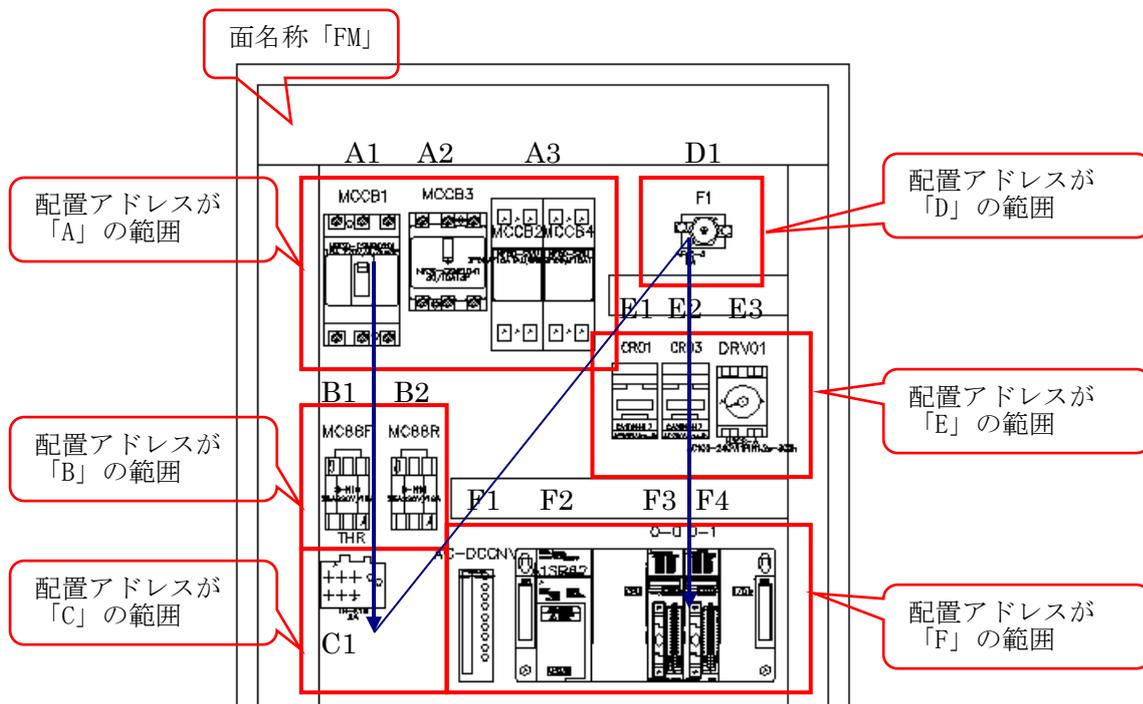 面名称「FM」
A1 A2 A3 D1
配置アドレスが
「A」の範囲
MCCB1
MCCB3
MCCB2
MCCB4
F1
配置アドレスが
「D」の範囲
E1 E2 E3
CR01 CR03 DRV01
B1 B2
配置アドレスが
「B」の範囲
MC88F MC88R
配置アドレスが
「E」の範囲
F1 F2 F3 F4
THR
配置アドレスが
「C」の範囲
C1
配置アドレスが
「F」の範囲